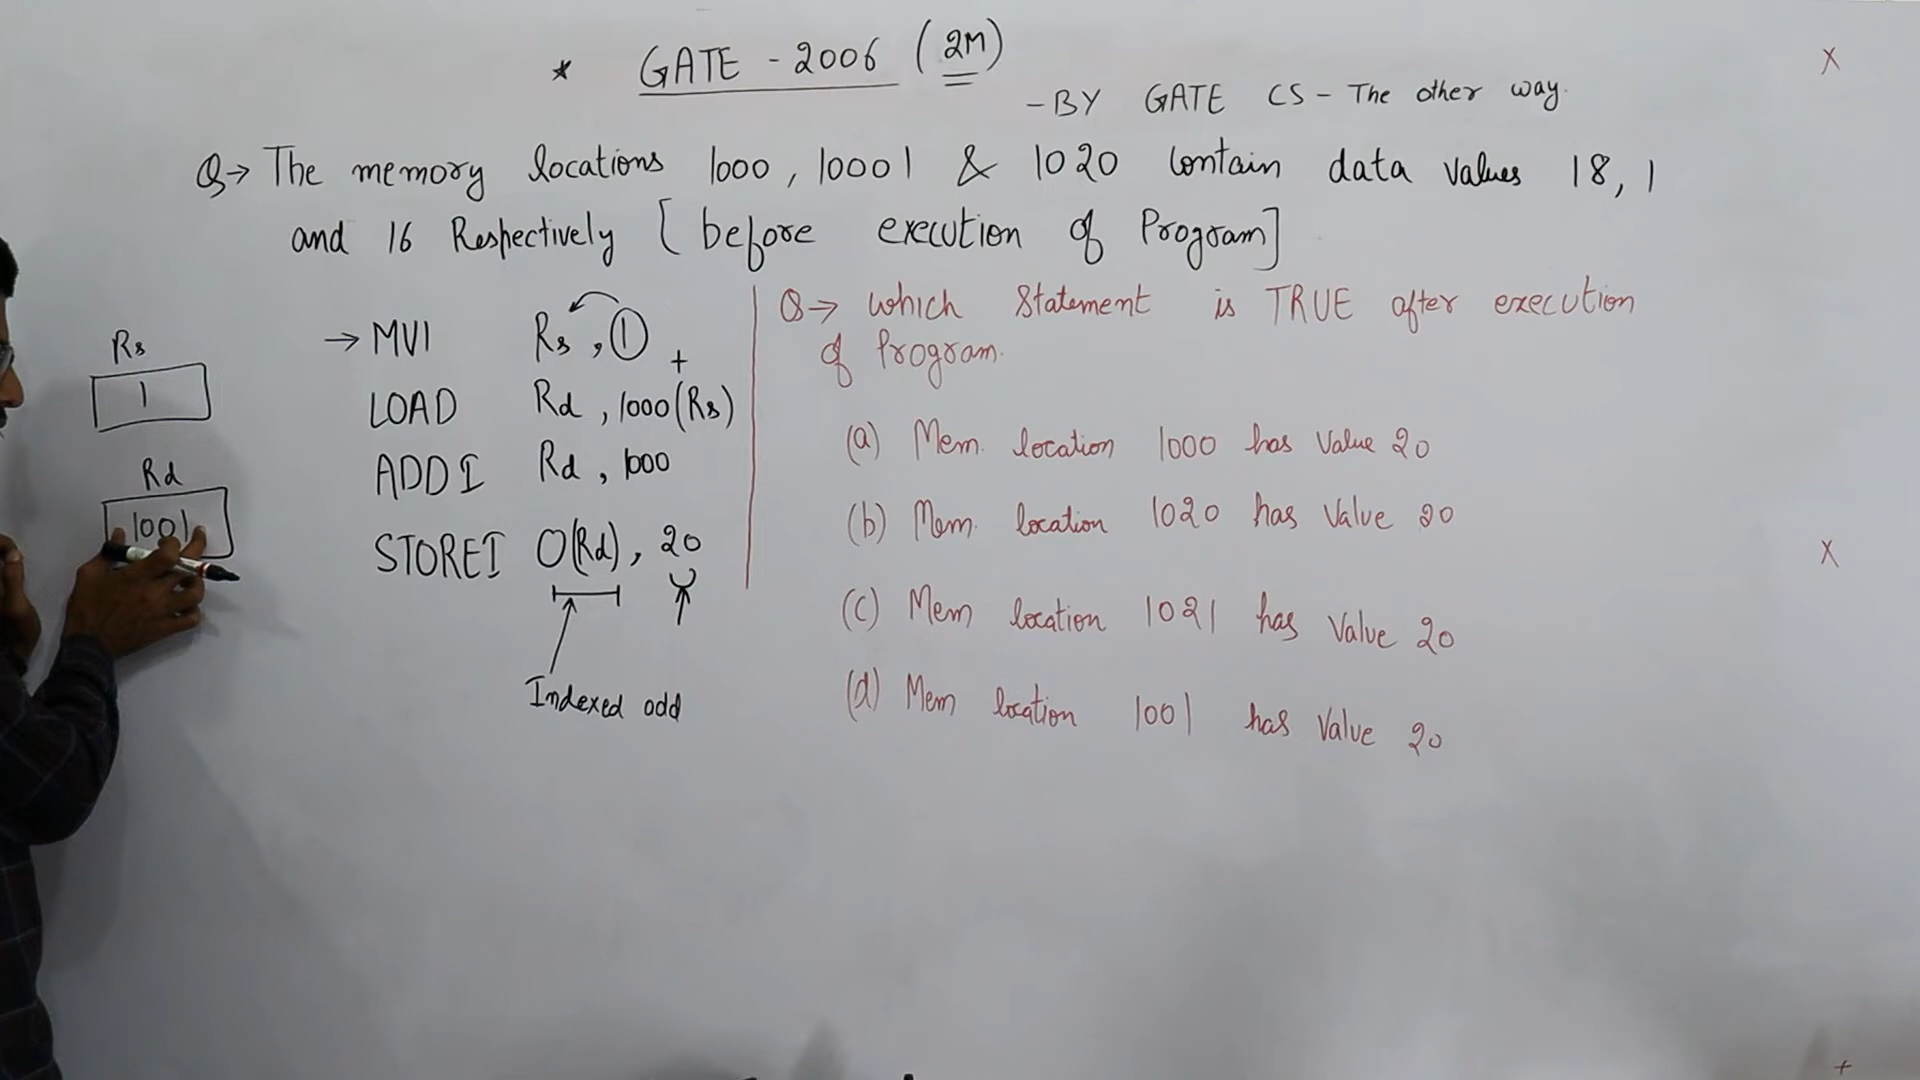 * GATE - 2006 (2M)
- BY GATE CS - The other way.
Q→ The memory locations 1000, 10001 & 1020 contain data values 18, 1
and 16 Respectively [before execution of Program]
Rs
1
Rd
1001
→ MVI Rs, 1
+
LOAD Rd, 1000(Rs)
ADDI Rd, 1000
STOREI 0(Rd), 20
Indexed add
Q→ which Statement is TRUE after execution
of Program.
(a) Mem. location 1000 has value 20
(b) Mem. location 1020 has Value 20
(c) Mem location 1021 has Value 20
(d) Mem location 1001 has Value 20
X
X
+